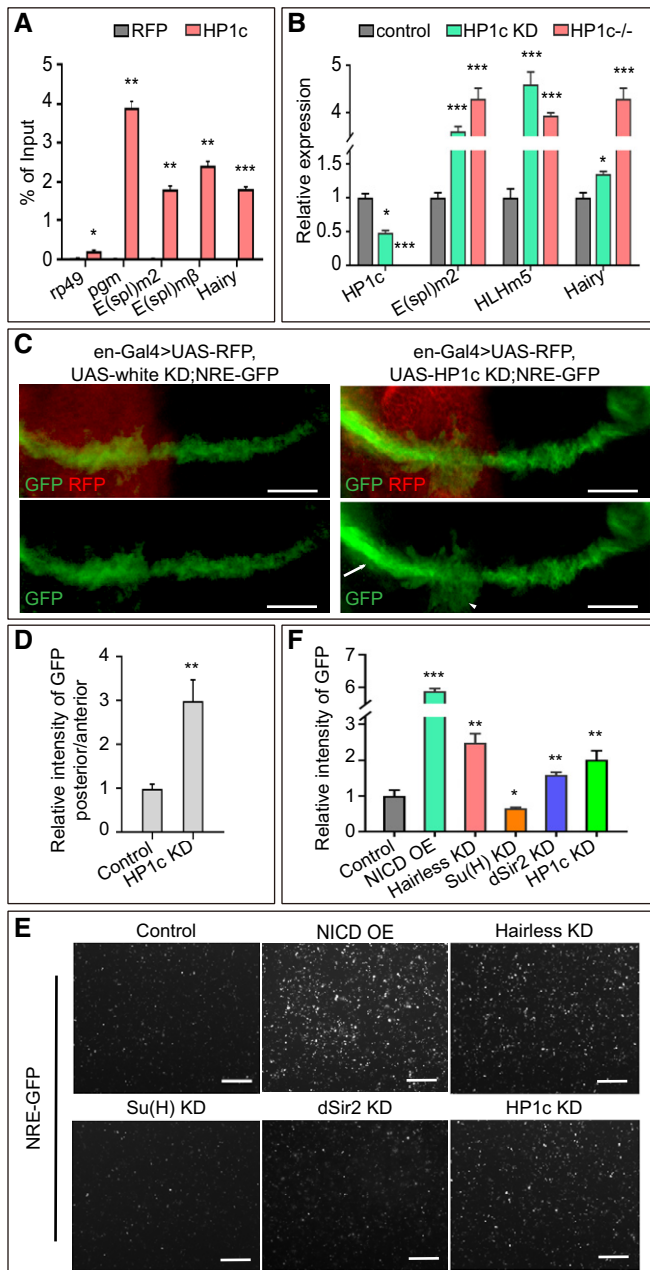 A
RFP HP1c
% of Input
5
4
3
2
1
0
* ** ** ** ***
rp49 pgm E(spl)m2 E(spl)mβ Hairy
B
control HP1c KD HP1c-/-
Relative expression
4
1.5
1.0
0.5
0
* *** *** *** *** *** * ***
HP1c E(spl)m2 HLHm5 Hairy
C
en-Gal4>UAS-RFP,
UAS-white KD;NRE-GFP
en-Gal4>UAS-RFP,
UAS-HP1c KD;NRE-GFP
GFP RFP
GFP RFP
GFP
GFP
D
Relative intensity of GFP
posterior/anterior
4
3
2
1
0
**
Control HP1c KD
F
Relative intensity of GFP
7
6
2
1
0
*** ** * ** **
Control NICD OE Hairless KD Su(H) KD dSir2 KD HP1c KD
E
NRE-GFP
Control NICD OE Hairless KD
Su(H) KD dSir2 KD HP1c KD